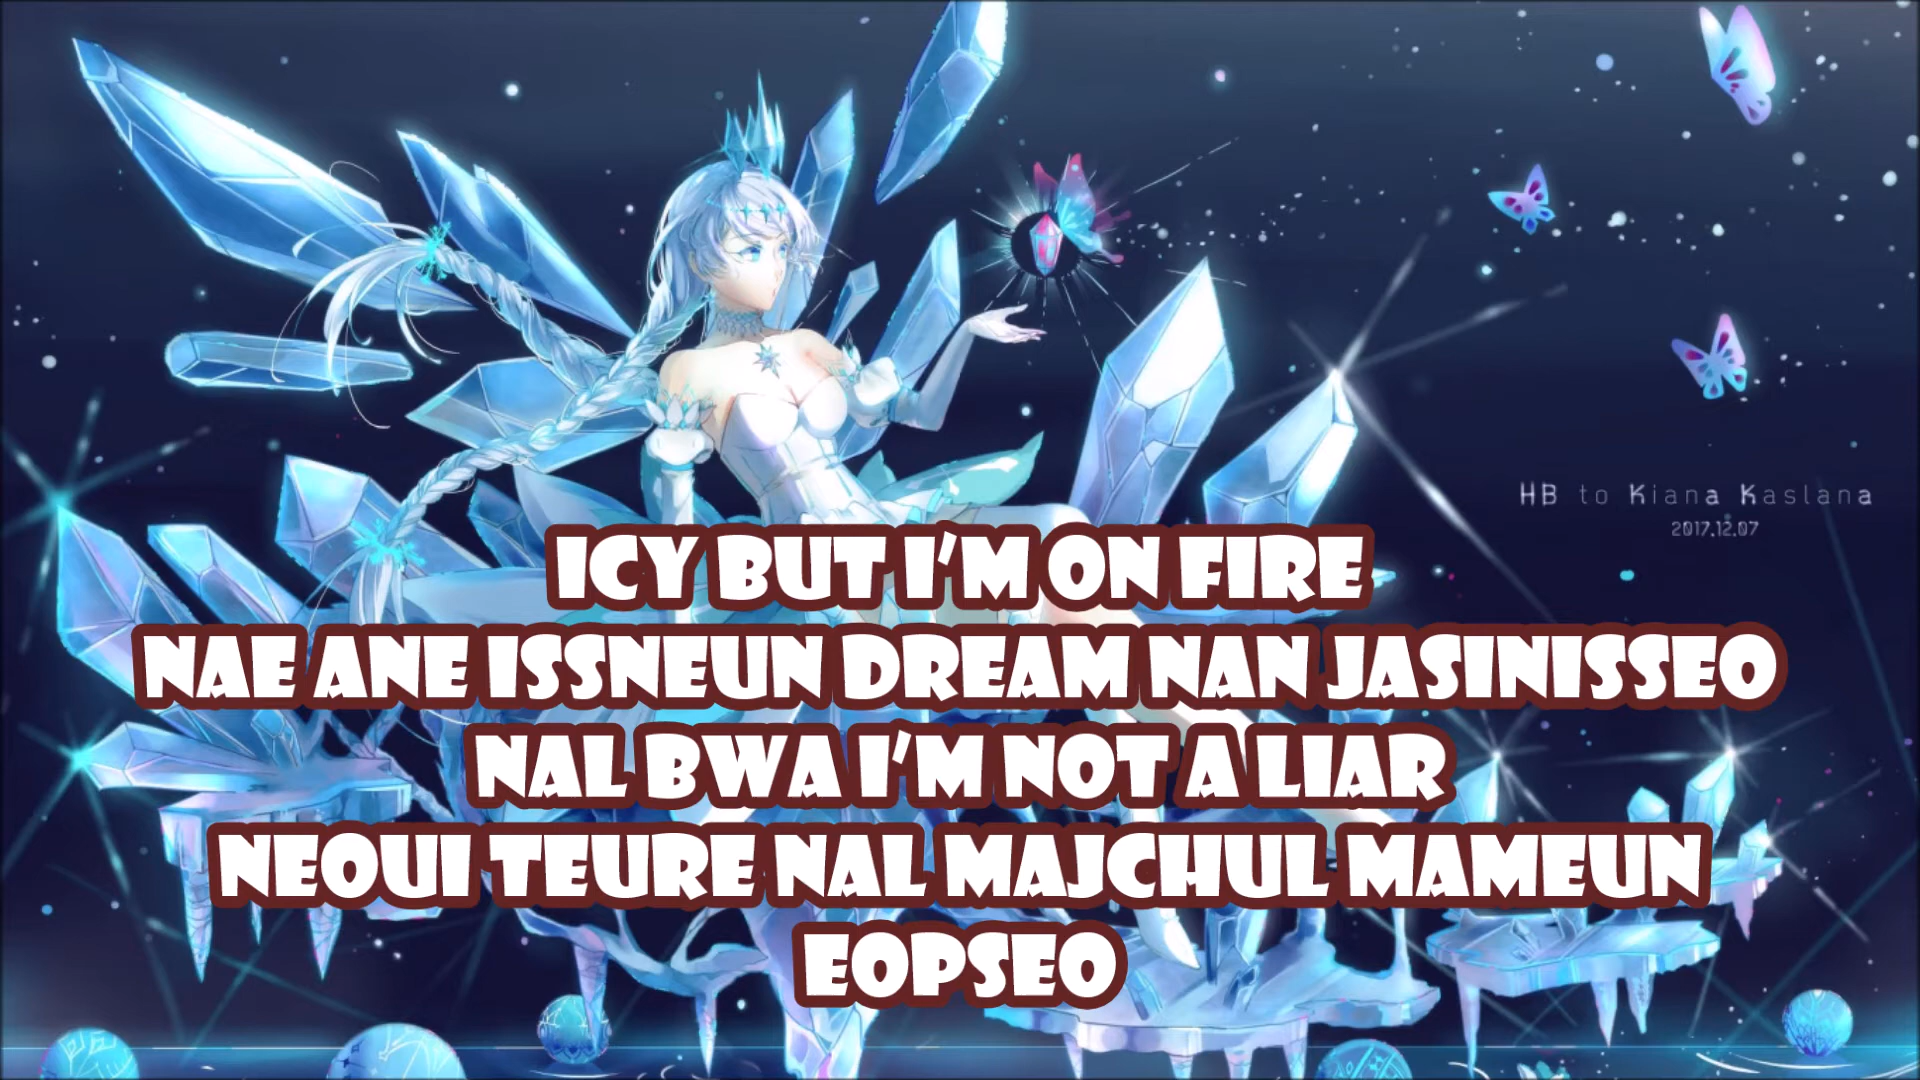 HB to Kiana Kaslana
2017.12.07
ICY BUT I'M ON FIRE
NAE ANE ISSNEUN DREAM NAN JASINISSEO
NAL BWA I'M NOT A LIAR
NEOUI TEURE NAL MAJCHUL MAMEUN
EOPSEO